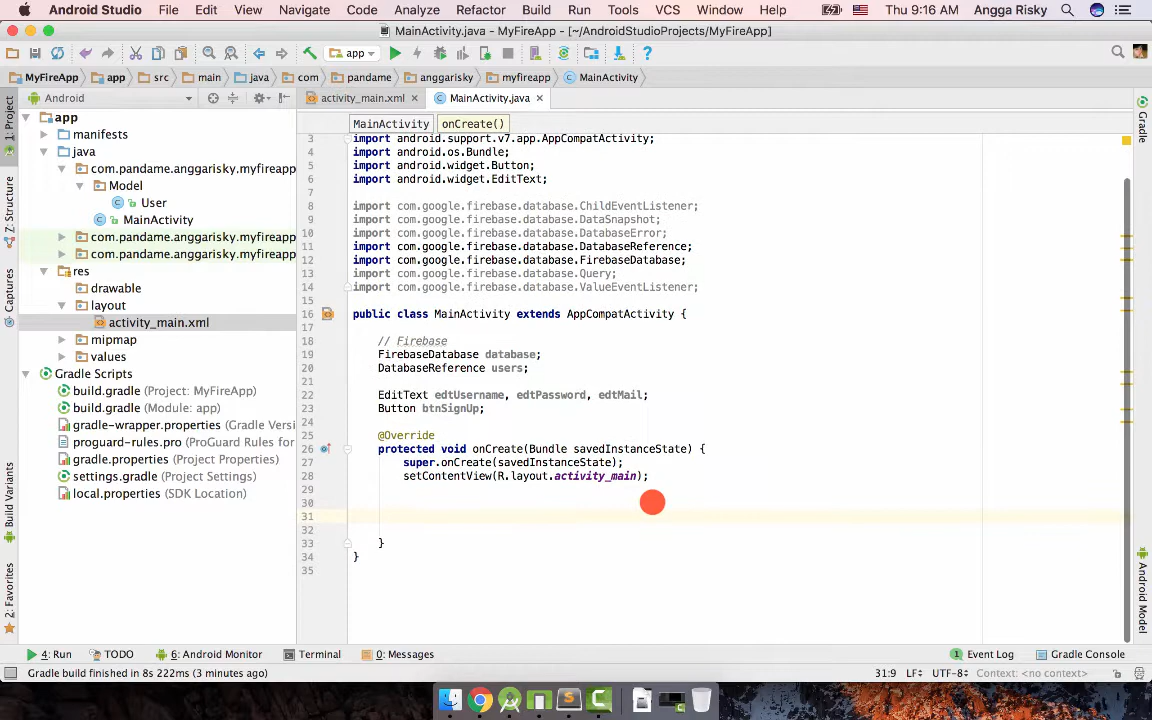 Android Studio File Edit View Navigate Code Analyze Refactor Build Run Tools VCS Window Help Thu 9:16 AM Angga Risky
MainActivity.java - MyFireApp - [~/AndroidStudioProjects/MyFireApp]
app
MyFireApp app src main java com pandame anggarisky myfireapp MainActivity
Android
activity_main.xml MainActivity.java
MainActivity onCreate()
1: Project
Z: Structure
Captures
Build Variants
2: Favorites
app
manifests
java
com.pandame.anggarisky.myfireapp
Model
User
MainActivity
com.pandame.anggarisky.myfireapp
com.pandame.anggarisky.myfireapp
res
drawable
layout
activity_main.xml
mipmap
values
Gradle Scripts
build.gradle (Project: MyFireApp)
build.gradle (Module: app)
gradle-wrapper.properties (Gradle Vers
proguard-rules.pro (ProGuard Rules for
gradle.properties (Project Settings)
settings.gradle (Project Settings)
local.properties (SDK Location)
3 import android.support.v7.app.AppCompatActivity;
4 import android.os.Bundle;
5 import android.widget.Button;
6 import android.widget.EditText;
7
8 import com.google.firebase.database.ChildEventListener;
9 import com.google.firebase.database.DataSnapshot;
10 import com.google.firebase.database.DatabaseError;
11 import com.google.firebase.database.DatabaseReference;
12 import com.google.firebase.database.FirebaseDatabase;
13 import com.google.firebase.database.Query;
14 import com.google.firebase.database.ValueEventListener;
15
16 public class MainActivity extends AppCompatActivity {
17
18 // Firebase
19 FirebaseDatabase database;
20 DatabaseReference users;
21
22 EditText edtUsername, edtPassword, edtMail;
23 Button btnSignUp;
24
25 @Override
26 protected void onCreate(Bundle savedInstanceState) {
27 super.onCreate(savedInstanceState);
28 setContentView(R.layout.activity_main);
29
30
31
32
33 }
34 }
35
Gradle
Android Model
4: Run TODO 6: Android Monitor Terminal 0: Messages 1 Event Log Gradle Console
Gradle build finished in 8s 222ms (3 minutes ago) 31:9 LF UTF-8 Context: <no context>